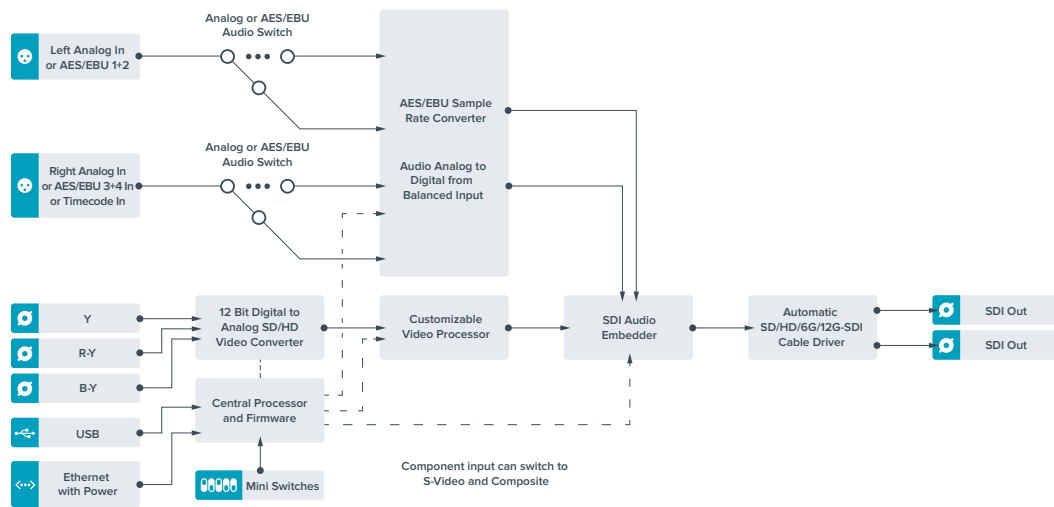 Analog or AES/EBU
Audio Switch
Left Analog In
or AES/EBU 1+2
AES/EBU Sample
Rate Converter
Analog or AES/EBU
Audio Switch
Right Analog In
or AES/EBU 3+4 In
or Timecode In
Audio Analog to
Digital from
Balanced Input
Y
R-Y
B-Y
12 Bit Digital to
Analog SD/HD
Video Converter
Customizable
Video Processor
SDI Audio
Embedder
Automatic
SD/HD/6G/12G-SDI
Cable Driver
SDI Out
SDI Out
Central Processor
and Firmware
USB
Ethernet
with Power
Mini Switches
Component input can switch to
S-Video and Composite